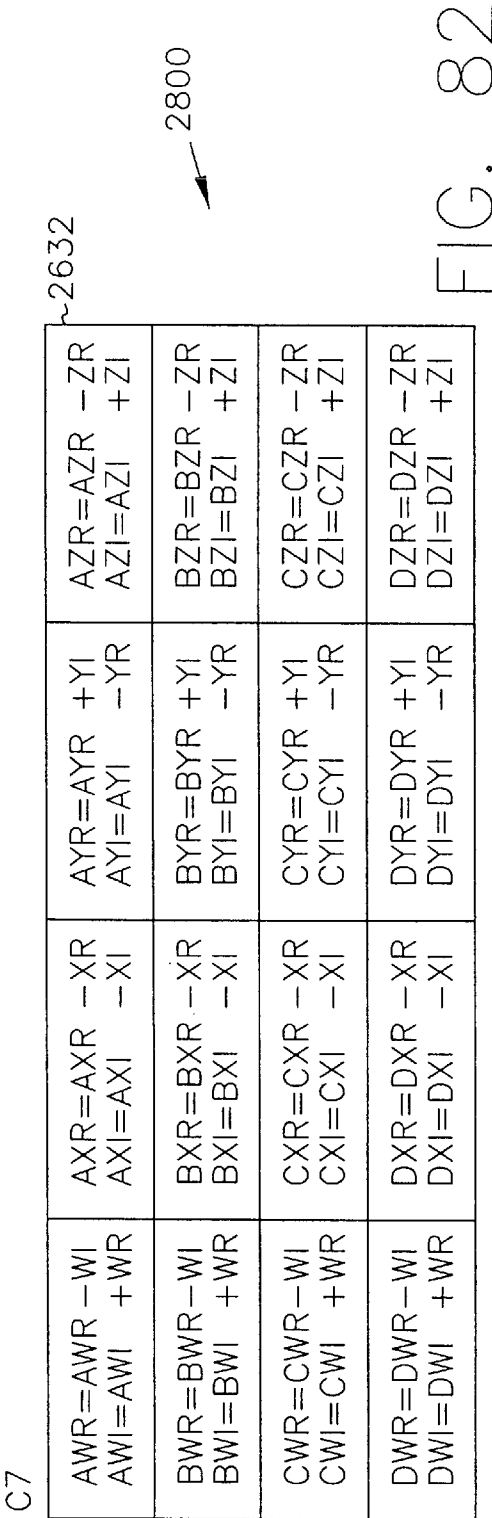 C7
AWR=AWR−WI AXR=AXR −XR AYR=AYR +YI AZR=AZR −ZR
AWI=AWI +WR AXI=AXI −XI AYI=AYI −YR AZI=AZI +ZI
BWR=BWR−WI BXR=BXR −XR BYR=BYR +YI BZR=BZR −ZR
BWI=BWI +WR BXI=BXI −XI BYI=BYI −YR BZI=BZI +ZI
CWR=CWR−WI CXR=CXR −XR CYR=CYR +YI CZR=CZR −ZR
CWI=CWI +WR CXI=CXI −XI CYI=CYI −YR CZI=CZI +ZI
DWR=DWR−WI DXR=DXR −XR DYR=DYR +YI DZR=DZR −ZR
DWI=DWI +WR DXI=DXI −XI DYI=DYI −YR DZI=DZI +ZI
2632
2800
FIG. 82